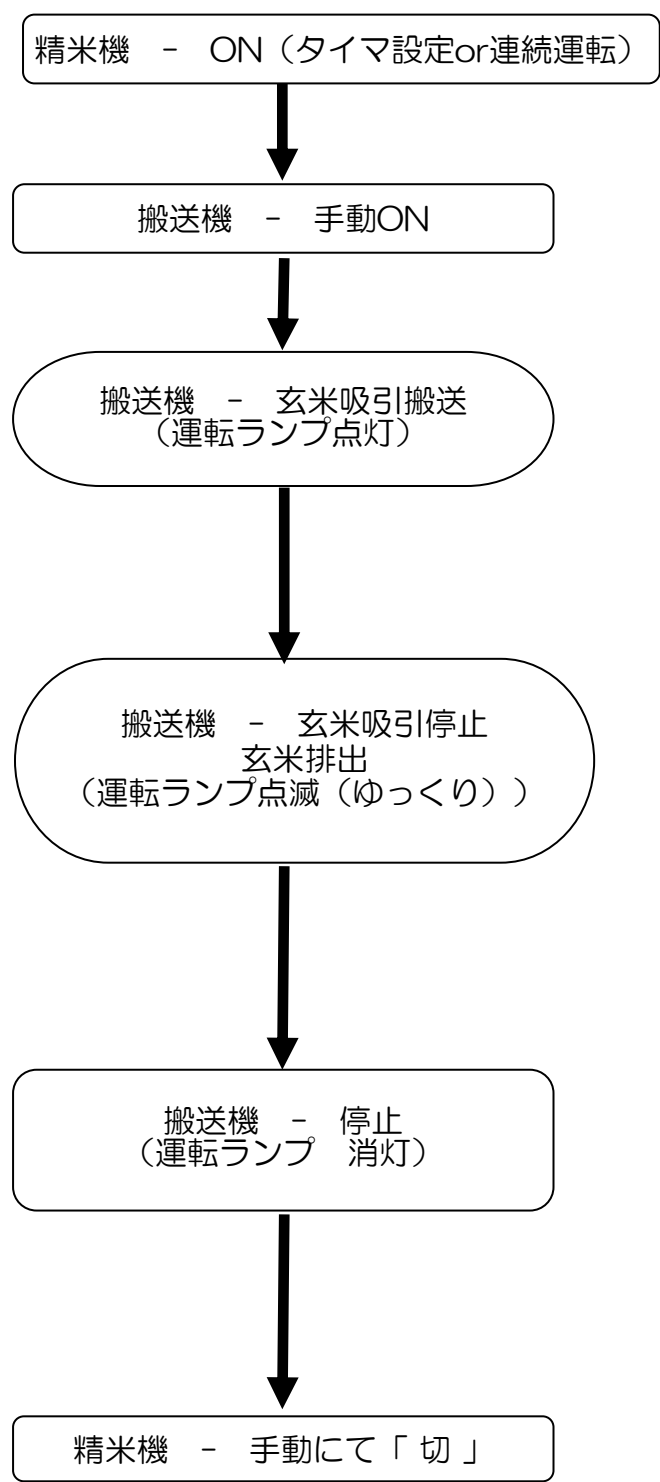 精米機　-　ON（タイマ設定or連続運転）
搬送機　-　手動ON
搬送機　-　玄米吸引搬送
（運転ランプ点灯）
搬送機　-　玄米吸引停止
玄米排出
（運転ランプ点滅（ゆっくり））
搬送機　-　停止
（運転ランプ　消灯）
精米機　-　手動にて「 切 」